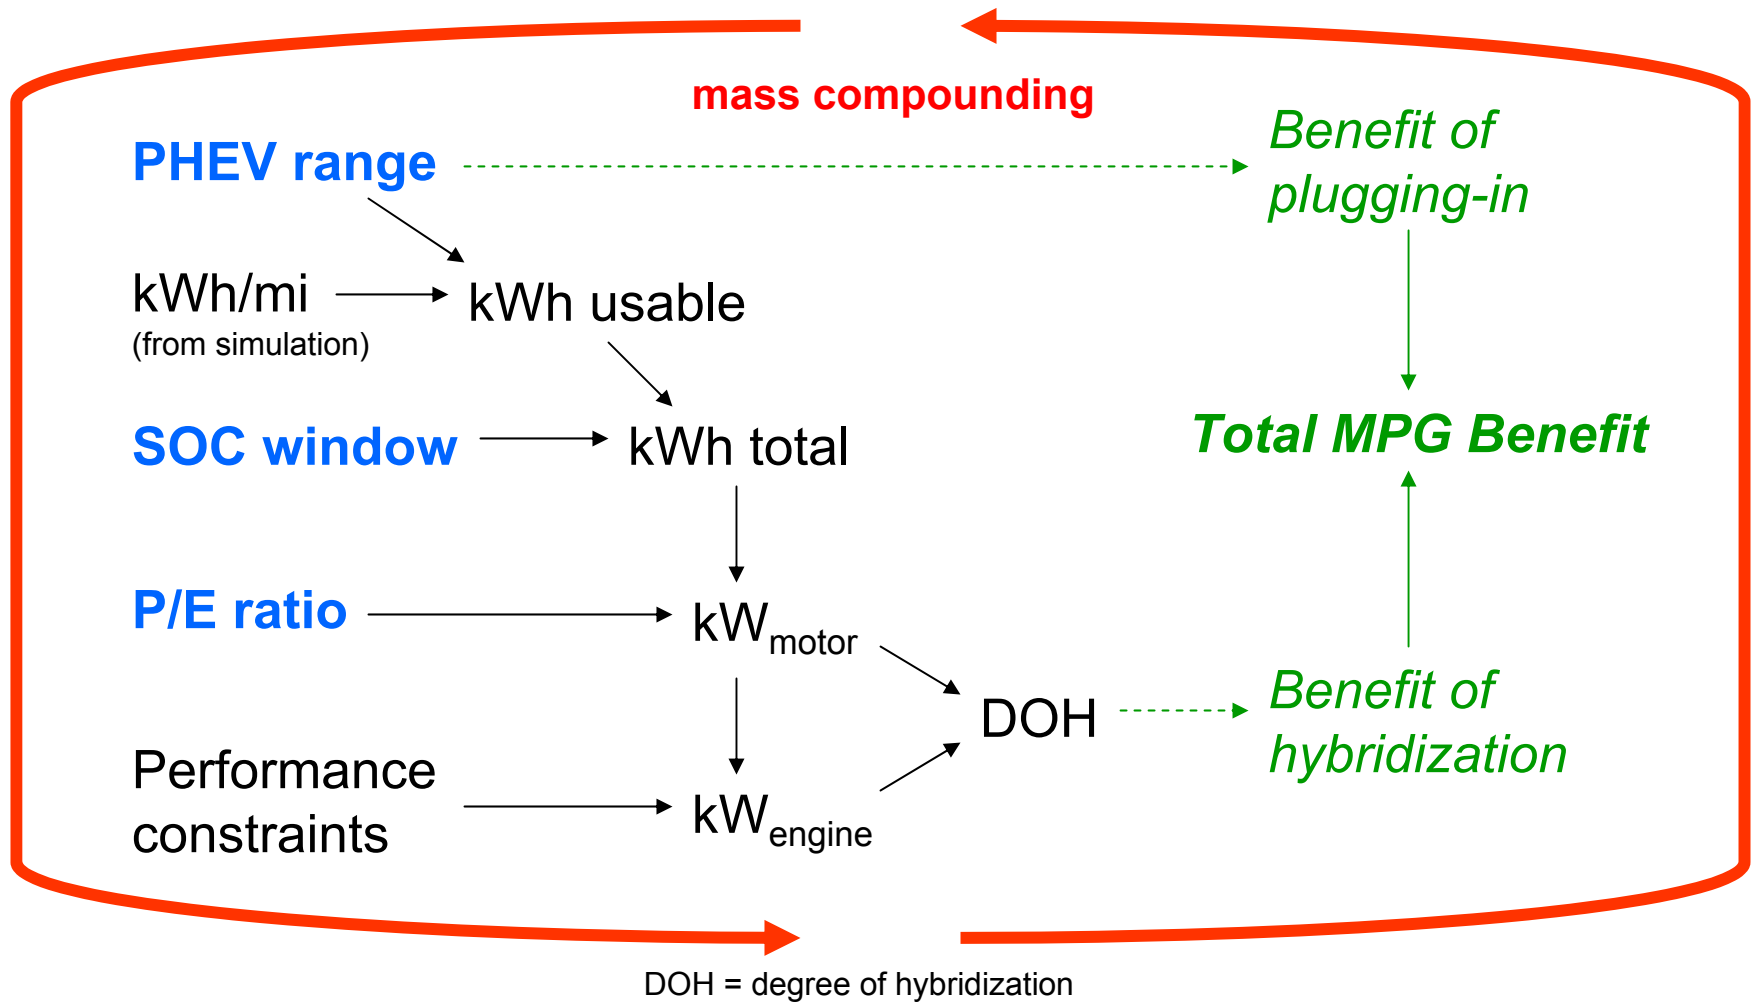 mass compounding
PHEV range
Benefit of
plugging-in
kWh/mi
(from simulation)
kWh usable
SOC window
kWh total
Total MPG Benefit
P/E ratio
kWmotor
DOH
Benefit of
hybridization
Performance
constraints
kWengine
DOH = degree of hybridization